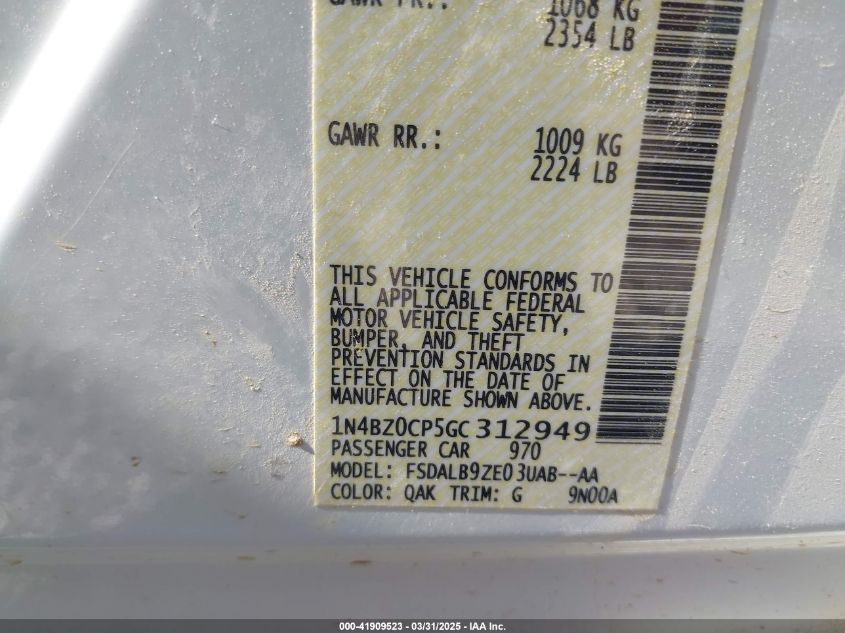 GAWR FR.: 1068 KG
2354 LB
GAWR RR.: 1009 KG
2224 LB
THIS VEHICLE CONFORMS TO
ALL APPLICABLE FEDERAL
MOTOR VEHICLE SAFETY,
BUMPER, AND THEFT
PREVENTION STANDARDS IN
EFFECT ON THE DATE OF
MANUFACTURE SHOWN ABOVE.
1N4BZ0CP5GC312949
PASSENGER CAR 970
MODEL: FSDALB9ZE03UAB--AA
COLOR: QAK TRIM: G 9N00A
000-41909523 - 03/31/2025 - IAA Inc.